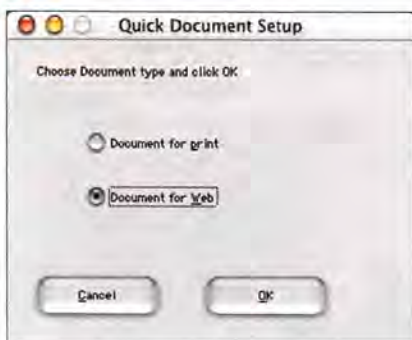 Quick Document Setup
Choose Document type and click OK
Document for print
Document for Web
Cancel
OK